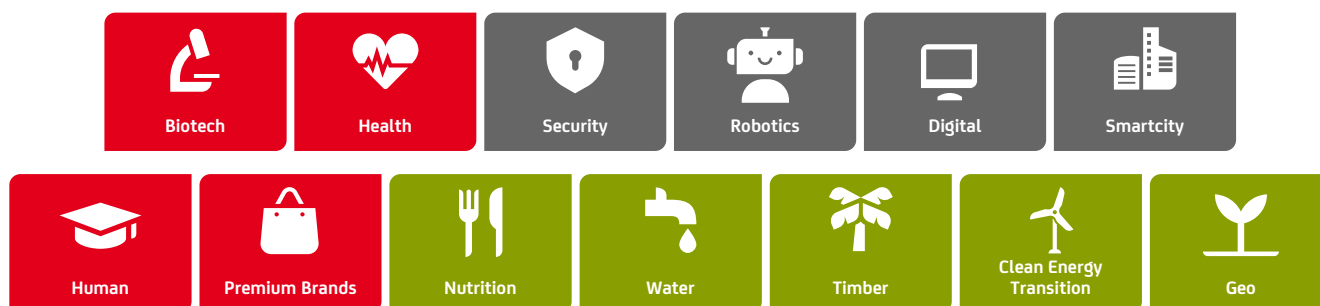 Biotech
Health
Security
Robotics
Digital
Smartcity
Human
Premium Brands
Nutrition
Water
Timber
Clean Energy
Transition
Geo